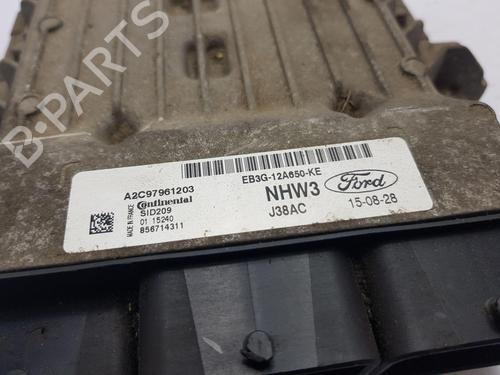 B-PARTS
A2C97961203
Continental
SID209
01 15240
856714311
MADE IN FRANCE
EB3G-12A650-KE
NHW3
J38AC
Ford
15-08-28